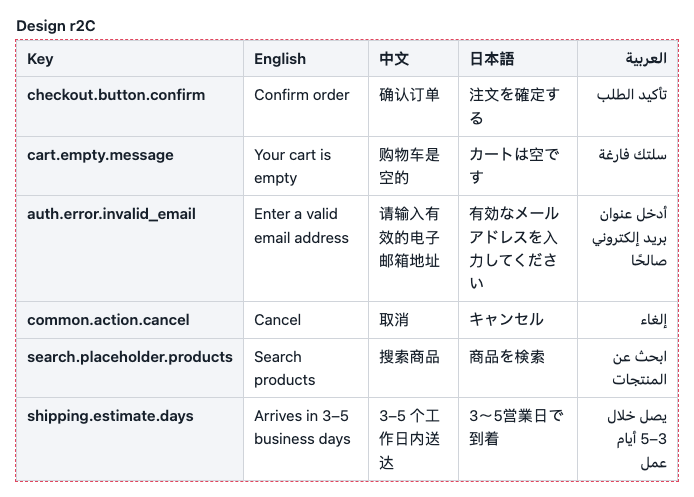 Design r2C
Key English 中文 日本語 العربية
checkout.button.confirm Confirm order 确认订单 注文を確定す る تأكيد الطلب
cart.empty.message Your cart is empty 购物车是 空的 カートは空で す سلتك فارغة
auth.error.invalid_email Enter a valid email address 请输入有 效的电子 邮箱地址 有効なメール アドレスを入 力してくださ い أدخل عنوان بريد إلكتروني صالحًا
common.action.cancel Cancel 取消 キャンセル إلغاء
search.placeholder.products Search products 搜索商品 商品を検索 ابحث عن المنتجات
shipping.estimate.days Arrives in 3–5 business days 3–5 个工 作日内送 达 3〜5営業日で 到着 يصل خلال 3–5 أيام عمل